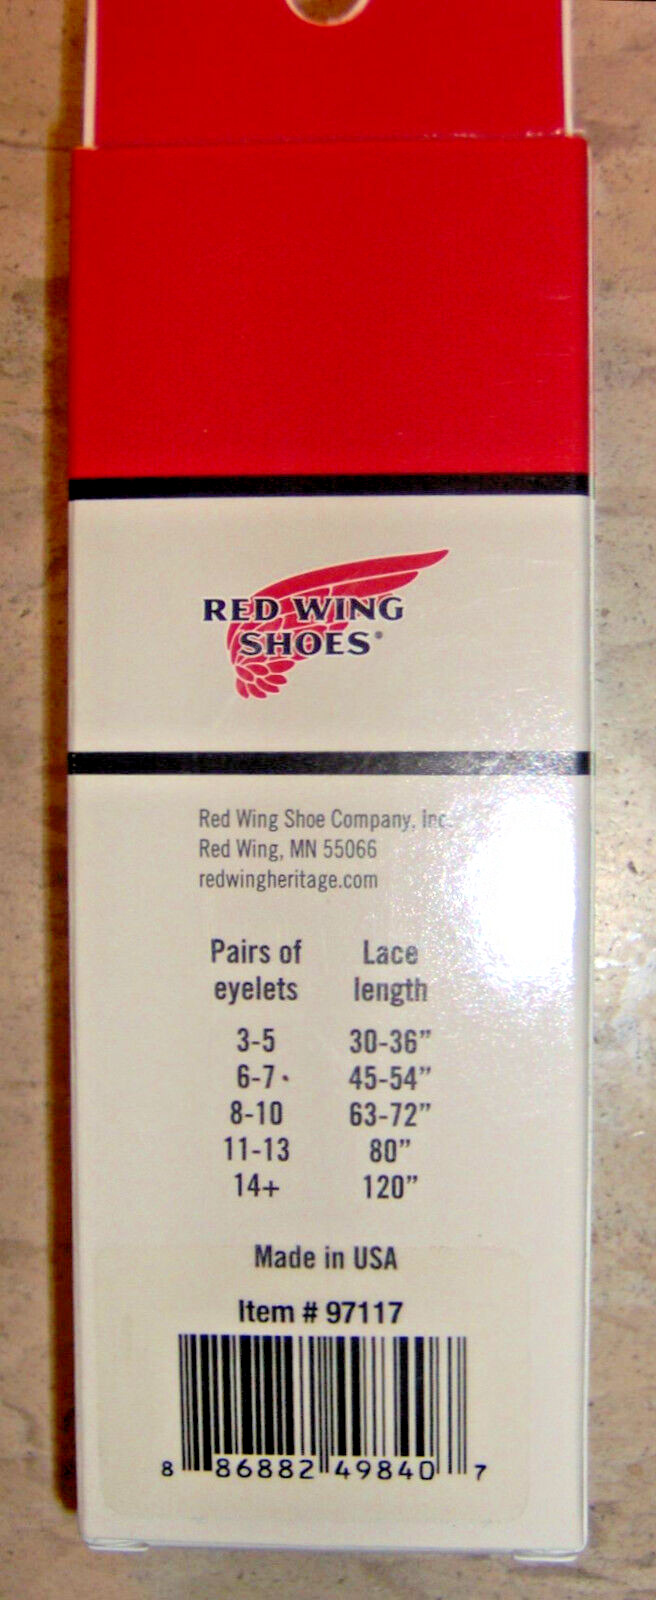 RED WING
SHOES®
Red Wing Shoe Company, Inc.
Red Wing, MN 55066
redwingheritage.com
Pairs of eyelets Lace length
3-5 30-36”
6-7 45-54”
8-10 63-72”
11-13 80”
14+ 120”
Made in USA
Item # 97117
8 86882 49840 7